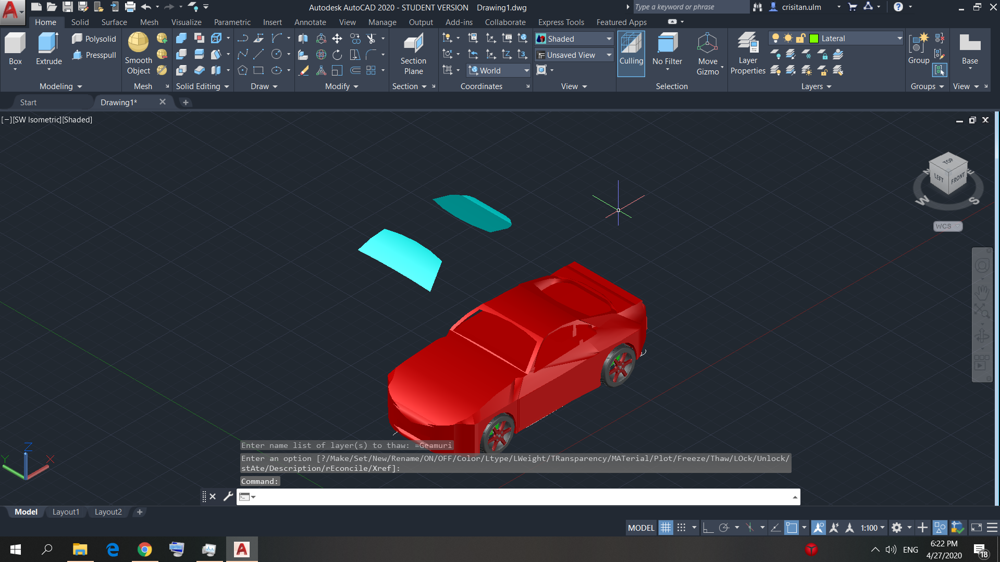 Autodesk AutoCAD 2020 - STUDENT VERSION Drawing1.dwg
Type a keyword or phrase
crisitan.ulm
Home Solid Surface Mesh Visualize Parametric Insert Annotate View Manage Output Add-ins Collaborate Express Tools Featured Apps
Box
Extrude
Polysolid
Presspull
Modeling
Smooth
Object
Mesh
Solid Editing
Draw
Modify
Section
Plane
Section
World
Coordinates
Shaded
Unsaved View
View
Culling
No Filter
Move
Gizmo
Selection
Layer
Properties
Lateral
Layers
Group
Groups
Base
View
Start
Drawing1*
[−][SW Isometric][Shaded]
TOP
LEFT
FRONT
N
E
W
S
WCS
Z
Y
X
Enter name list of layer(s) to thaw: =Geamuri
Enter an option [?/Make/Set/New/Rename/ON/OFF/Color/Ltype/LWeight/TRansparency/MATerial/Plot/Freeze/Thaw/LOck/Unlock/
stAte/Description/rEconcile/Xref]:
Command:
Model
Layout1
Layout2
MODEL
1:100
ENG
6:22 PM
4/27/2020
18